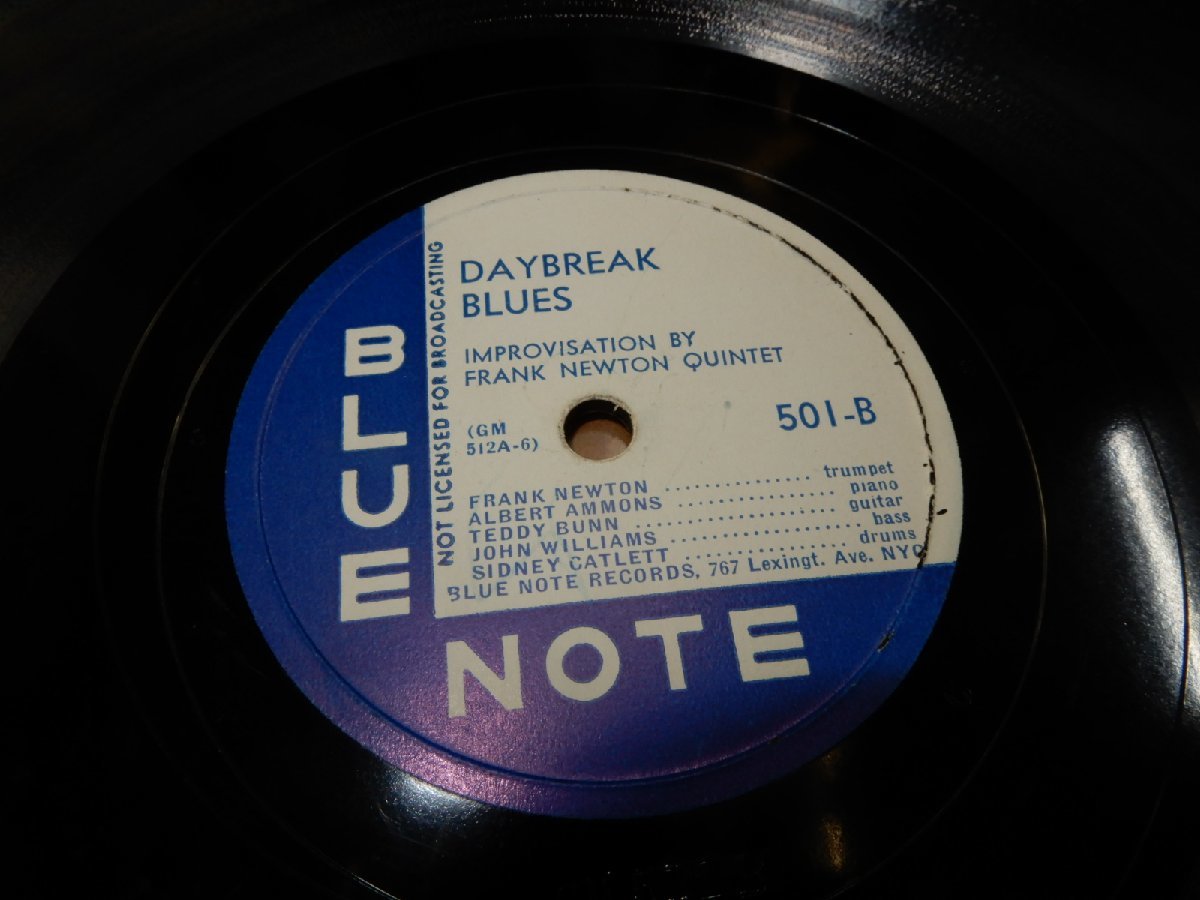 DAYBREAK
BLUES
IMPROVISATION BY
FRANK NEWTON QUINTET
(GM
512A-6)
501-B
FRANK NEWTON ............... trumpet
ALBERT AMMONS ............... piano
TEDDY BUNN .................... guitar
JOHN WILLIAMS .................. bass
SIDNEY CATLETT ................ drums
BLUE NOTE RECORDS, 767 Lexingt. Ave. NYC
NOT LICENSED FOR BROADCASTING
BLUE
NOTE